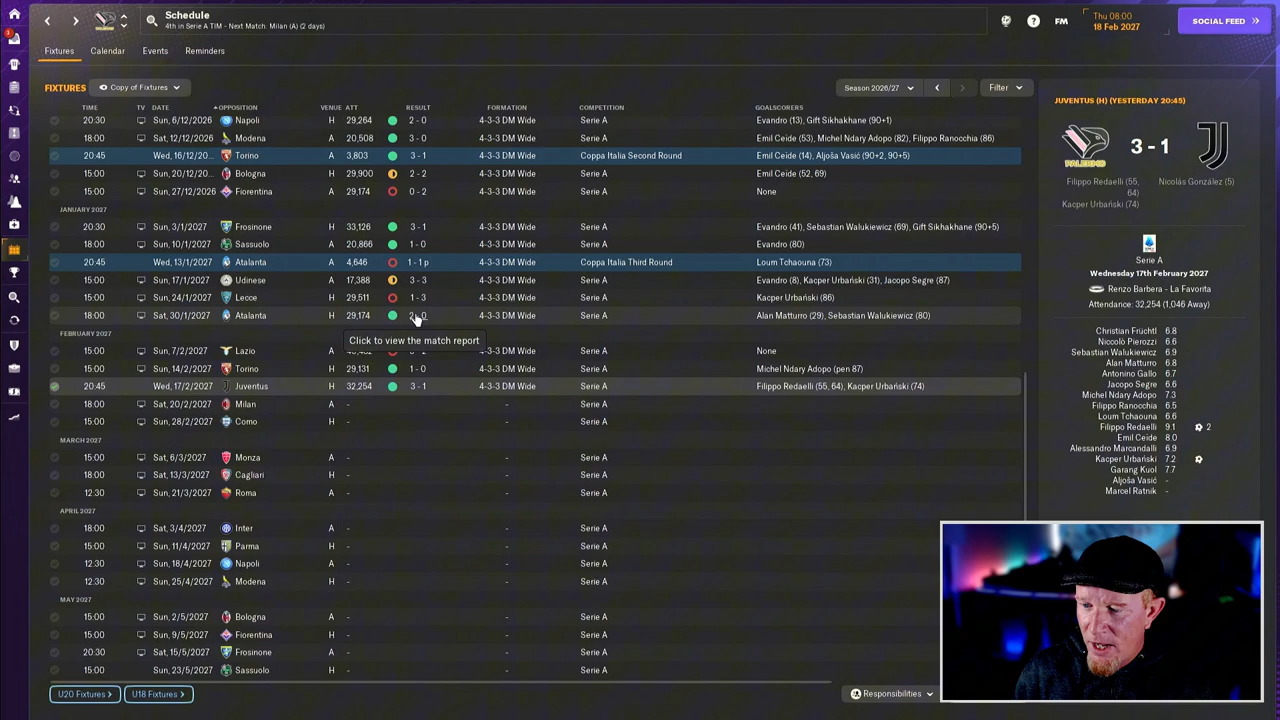 3
Schedule
4th in Serie A TIM - Next Match: Milan (A) (2 days)
FM
Thu 08:00
18 Feb 2027
SOCIAL FEED
Fixtures Calendar Events Reminders
FIXTURES Copy of Fixtures Season 2026/27 Filter
TIME TV DATE OPPOSITION VENUE ATT RESULT FORMATION COMPETITION GOALSCORERS
20:30 Sun, 6/12/2026 Napoli H 29,264 2 - 0 4-3-3 DM Wide Serie A Evandro (13), Gift Sikhakhane (90+1)
18:00 Sat, 12/12/2026 Modena A 20,508 3 - 0 4-3-3 DM Wide Serie A Emil Ceide (53), Michel Ndary Adopo (82), Filippo Ranocchia (86)
20:45 Wed, 16/12/20... Torino A 3,803 3 - 1 4-3-3 DM Wide Coppa Italia Second Round Emil Ceide (14), Aljoša Vasić (90+2, 90+5)
15:00 Sun, 20/12/2026 Bologna H 29,900 2 - 2 4-3-3 DM Wide Serie A Emil Ceide (52, 69)
15:00 Sun, 27/12/2026 Fiorentina A 29,174 0 - 2 4-3-3 DM Wide Serie A None
JANUARY 2027
20:30 Sun, 3/1/2027 Frosinone H 33,126 3 - 1 4-3-3 DM Wide Serie A Evandro (41), Sebastian Walukiewicz (69), Gift Sikhakhane (90+5)
18:00 Sun, 10/1/2027 Sassuolo A 20,866 1 - 0 4-3-3 DM Wide Serie A Evandro (80)
20:45 Wed, 13/1/2027 Atalanta A 4,646 1 - 1 p 4-3-3 DM Wide Coppa Italia Third Round Loum Tchaouna (73)
15:00 Sun, 17/1/2027 Udinese A 17,388 3 - 3 4-3-3 DM Wide Serie A Evandro (8), Kacper Urbański (31), Jacopo Segre (87)
15:00 Sun, 24/1/2027 Lecce H 29,511 1 - 3 4-3-3 DM Wide Serie A Kacper Urbański (86)
18:00 Sat, 30/1/2027 Atalanta H 29,174 2 - 0 4-3-3 DM Wide Serie A Alan Matturro (29), Sebastian Walukiewicz (80)
FEBRUARY 2027
Click to view the match report
15:00 Sun, 7/2/2027 Lazio A 4-3-3 DM Wide Serie A None
15:00 Sun, 14/2/2027 Torino H 29,131 1 - 0 4-3-3 DM Wide Serie A Michel Ndary Adopo (pen 87)
20:45 Wed, 17/2/2027 Juventus H 32,254 3 - 1 4-3-3 DM Wide Serie A Filippo Redaelli (55, 64), Kacper Urbański (74)
18:00 Sat, 20/2/2027 Milan A - - Serie A
15:00 Sun, 28/2/2027 Como H - - Serie A
MARCH 2027
15:00 Sat, 6/3/2027 Monza A - - Serie A
18:00 Sat, 13/3/2027 Cagliari H - - Serie A
12:30 Sun, 21/3/2027 Roma A - - Serie A
APRIL 2027
18:00 Sat, 3/4/2027 Inter A - - Serie A
15:00 Sun, 11/4/2027 Parma H - - Serie A
12:30 Sun, 18/4/2027 Napoli A - - Serie A
12:30 Sun, 25/4/2027 Modena H - - Serie A
MAY 2027
15:00 Sun, 2/5/2027 Bologna A - - Serie A
15:00 Sun, 9/5/2027 Fiorentina H - - Serie A
20:30 Sat, 15/5/2027 Frosinone A - - Serie A
15:00 Sun, 23/5/2027 Sassuolo H - - Serie A
U20 Fixtures U18 Fixtures Responsibilities
JUVENTUS (H) (YESTERDAY 20:45)
PALERMO
3 - 1
Filippo Redaelli (55, Nicolás González (5)
64)
Kacper Urbański (74)
Serie A
Wednesday 17th February 2027
Renzo Barbera - La Favorita
Attendance: 32,254 (1,046 Away)
Christian Früchtl 6.8
Niccolò Pierozzi 6.6
Sebastian Walukiewicz 6.9
Alan Matturro 6.8
Antonino Gallo 6.7
Jacopo Segre 6.6
Michel Ndary Adopo 7.3
Filippo Ranocchia 6.5
Loum Tchaouna 6.6
Filippo Redaelli 9.1 2
Emil Ceide 8.0
Alessandro Marcandalli 6.9
Kacper Urbański 7.2
Garang Kuol 7.7
Aljoša Vasić -
Marcel Ratnik -